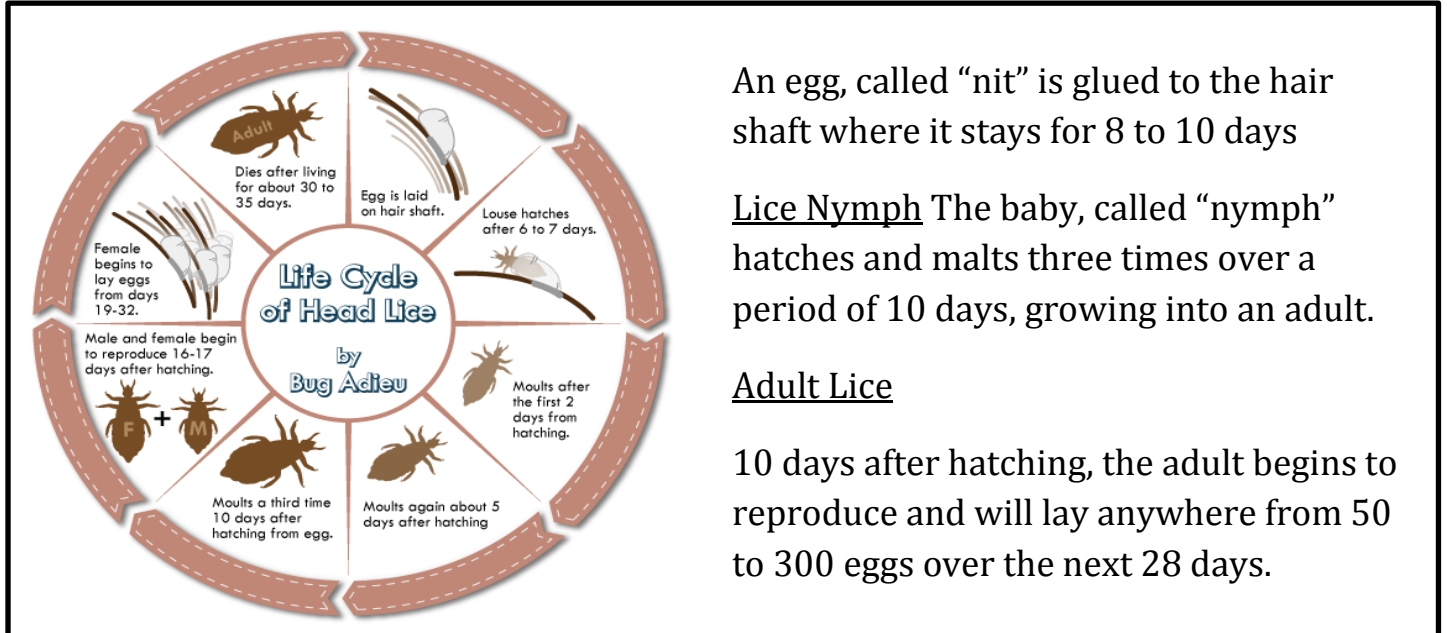 Adult
Dies after living
for about 30 to
35 days.
Egg is laid
on hair shaft.
Louse hatches
after 6 to 7 days.
Moults after
the first 2
days from
hatching.
Moults again about 5
days after hatching
Moults a third time
10 days after
hatching from egg.
Male and female begin
to reproduce 16-17
days after hatching.
F + M
Female
begins to
lay eggs
from days
19-32.
Life Cycle
of Head Lice
by
Bug Adieu
An egg, called “nit” is glued to the hair
shaft where it stays for 8 to 10 days
Lice Nymph The baby, called “nymph”
hatches and malts three times over a
period of 10 days, growing into an adult.
Adult Lice
10 days after hatching, the adult begins to
reproduce and will lay anywhere from 50
to 300 eggs over the next 28 days.